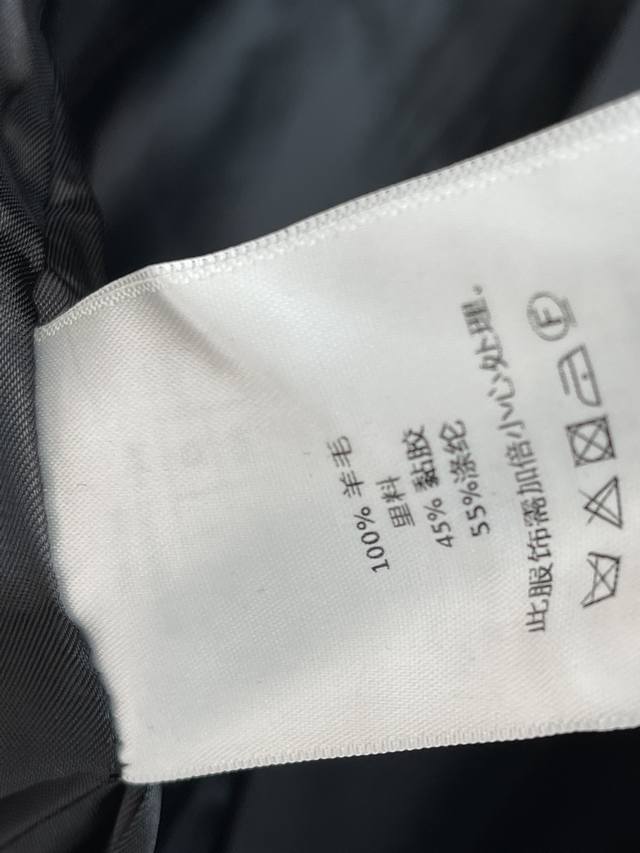 100% 羊毛
里料
45% 黏胶
55%涤纶
此服饰需加倍小心处理。
F